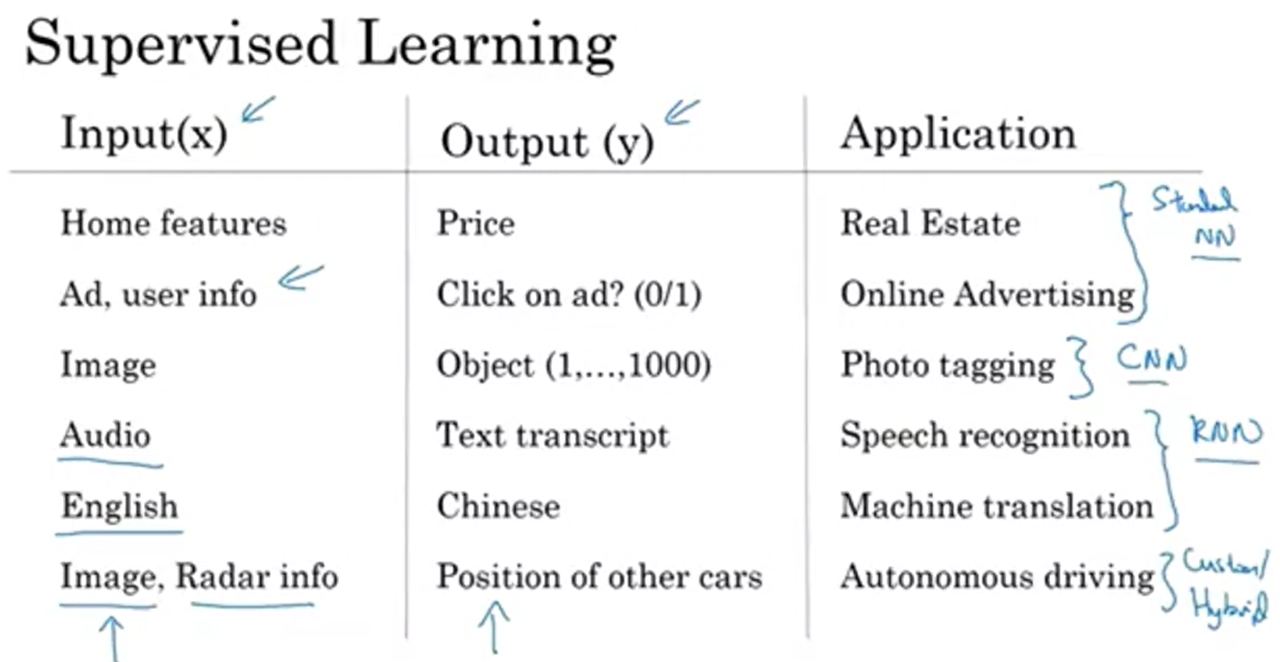 Supervised Learning
Input(x) Output (y) Application
Home features Price Real Estate
Standard
NN
Ad, user info Click on ad? (0/1) Online Advertising
Image Object (1,...,1000) Photo tagging CNN
Audio Text transcript Speech recognition RNN
English Chinese Machine translation
Image, Radar info Position of other cars Autonomous driving
Custom/
Hybrid